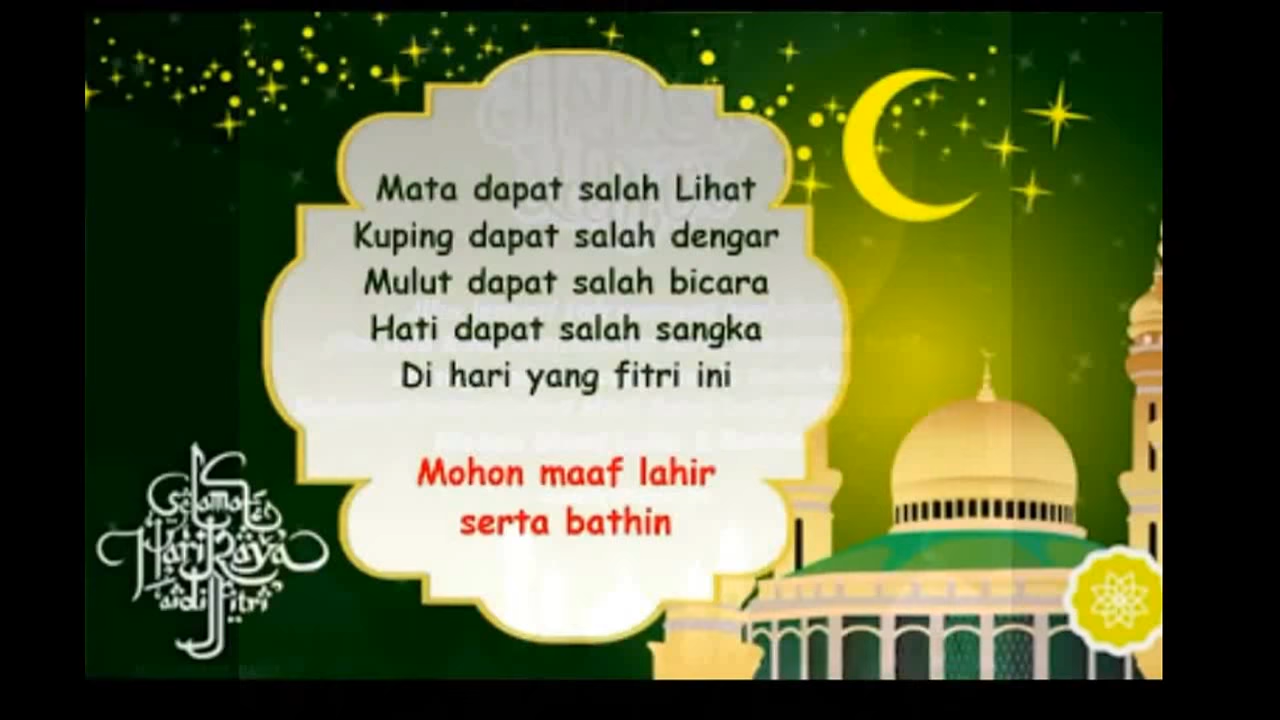 Mata dapat salah Lihat
Kuping dapat salah dengar
Mulut dapat salah bicara
Hati dapat salah sangka
Di hari yang fitri ini
Mohon maaf lahir
serta bathin
Selamat
Hari Raya
'aidil Fitri